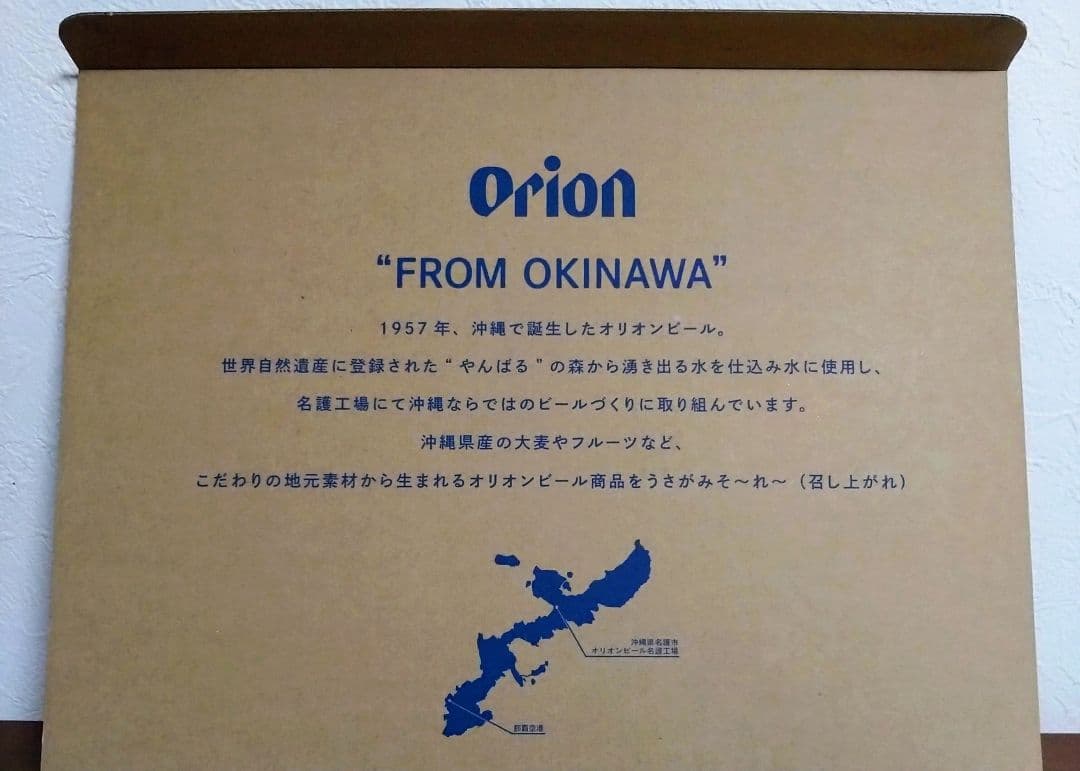 Orion
“FROM OKINAWA”
1957年、沖縄で誕生したオリオンビール。
世界自然遺産に登録された“やんばる”の森から湧き出る水を仕込み水に使用し、
名護工場にて沖縄ならではのビールづくりに取り組んでいます。
沖縄県産の大麦やフルーツなど、
こだわりの地元素材から生まれるオリオンビール商品をうさがみそ～れ～（召し上がれ）
沖縄県名護市
オリオンビール名護工場
那覇空港